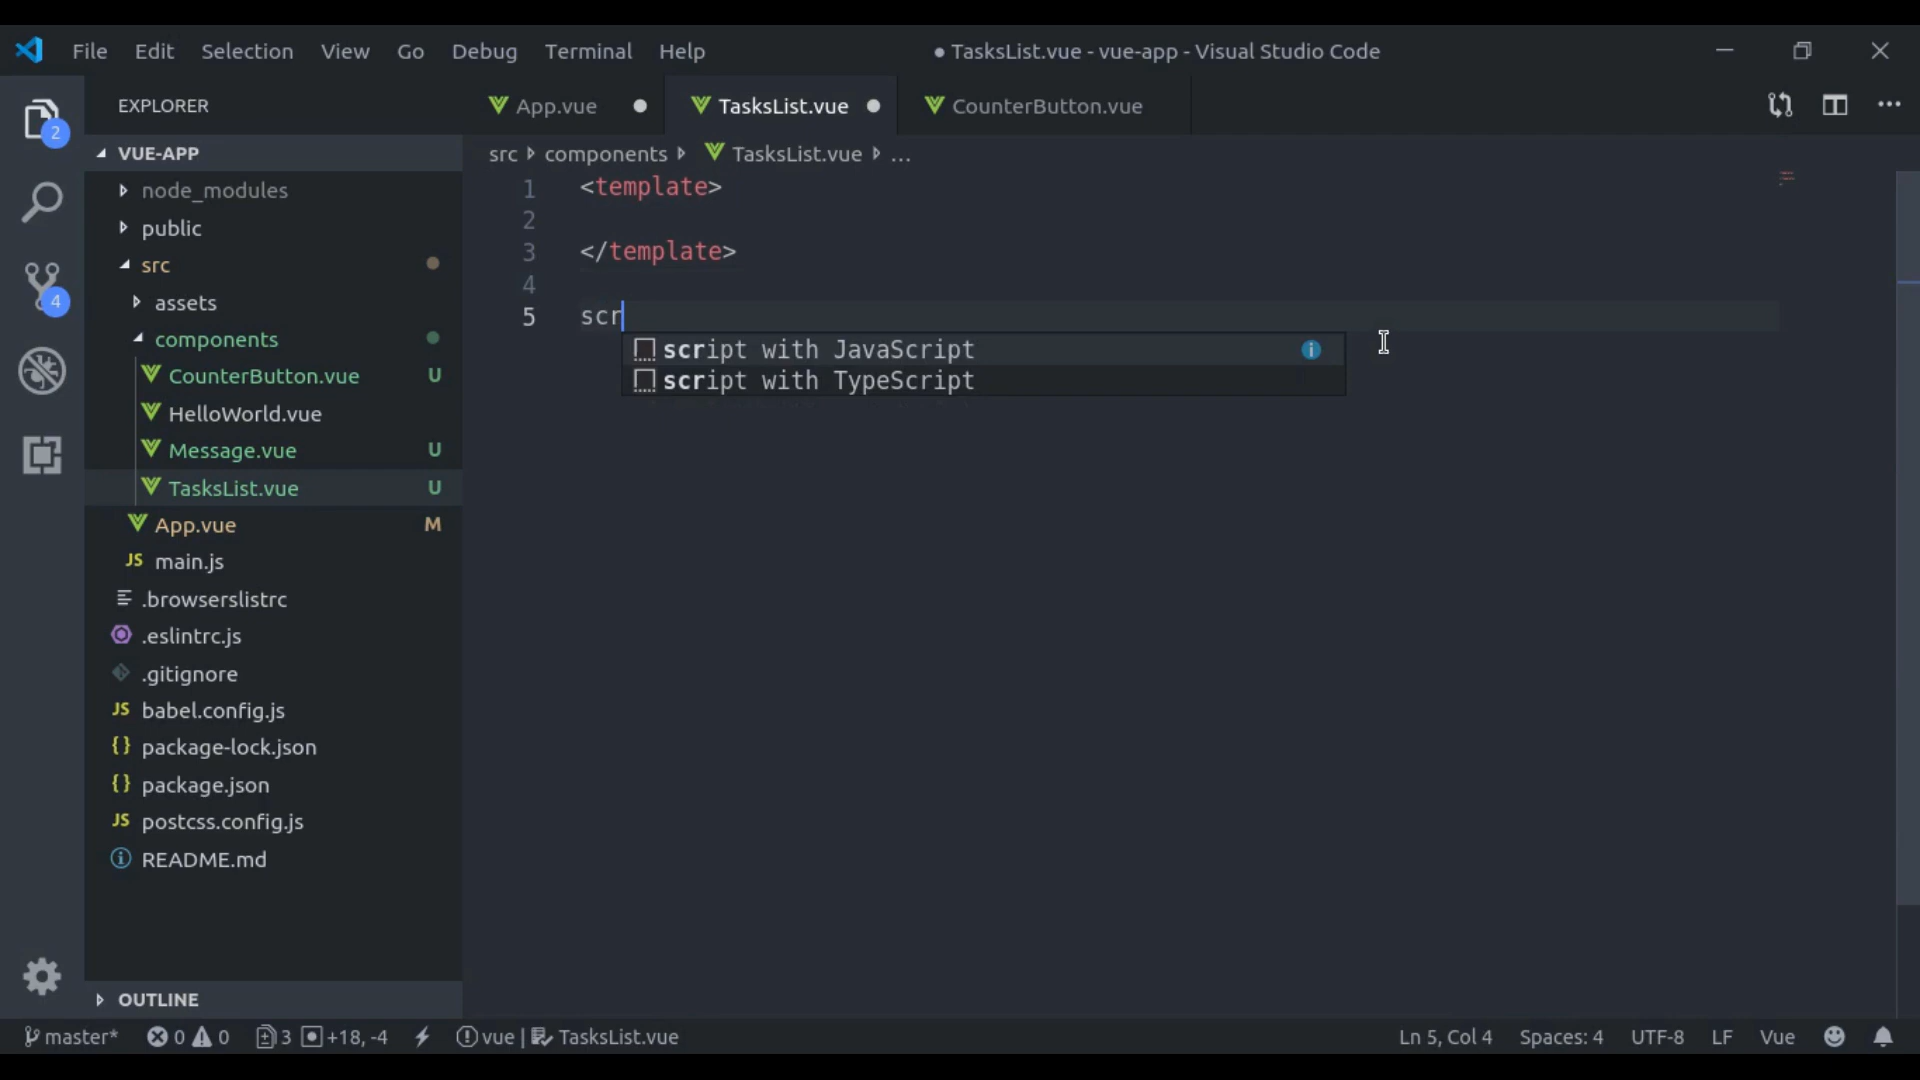 File Edit Selection View Go Debug Terminal Help ● TasksList.vue - vue-app - Visual Studio Code
EXPLORER
App.vue TasksList.vue CounterButton.vue
2
VUE-APP
src components TasksList.vue ...
node_modules
public
src
assets
components
CounterButton.vue U
HelloWorld.vue
Message.vue U
TasksList.vue U
App.vue M
JS main.js
.browserslistrc
.eslintrc.js
.gitignore
JS babel.config.js
{} package-lock.json
{} package.json
JS postcss.config.js
README.md
OUTLINE
4
1 <template>
2
3 </template>
4
5 scr
script with JavaScript
script with TypeScript
master* 0 0 3 +18, -4 vue | TasksList.vue Ln 5, Col 4 Spaces: 4 UTF-8 LF Vue